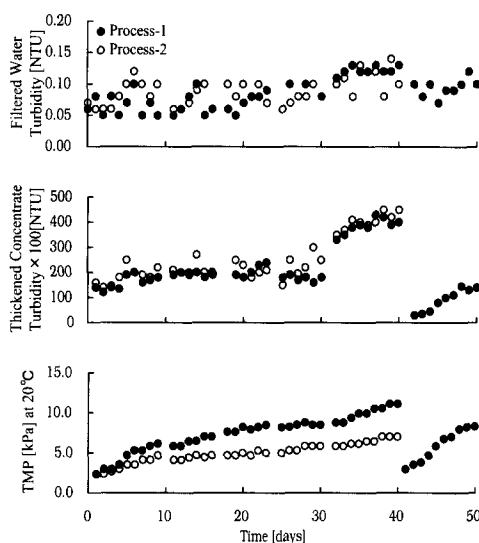 ● Process-1
○ Process-2
Filtered Water
Turbidity [NTU]
0.20
0.15
0.10
0.05
0.00
Thickened Concentrate
Turbidity × 100[NTU]
500
400
300
200
100
0
TMP [kPa] at 20℃
15.0
10.0
5.0
0.0
0
10
20
30
40
50
Time [days]